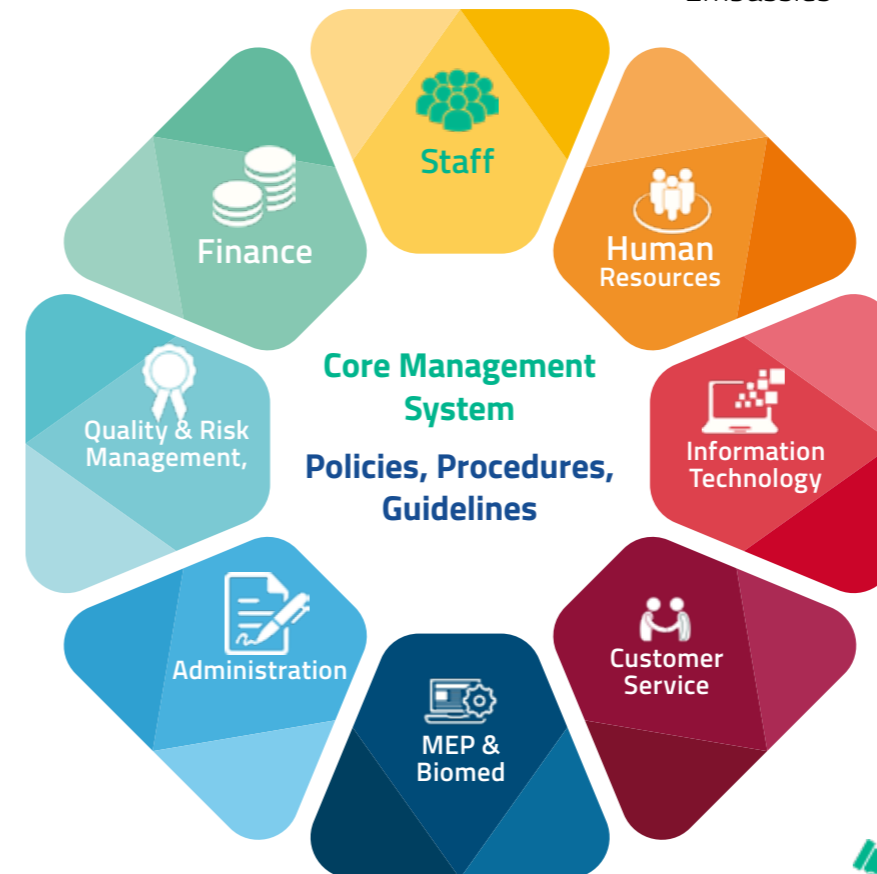 Embassies
Staff
Finance
Human
Resources
Core Management
System
Policies, Procedures,
Guidelines
Quality & Risk
Management,
Information
Technology
Administration
Customer
Service
MEP &
Biomed